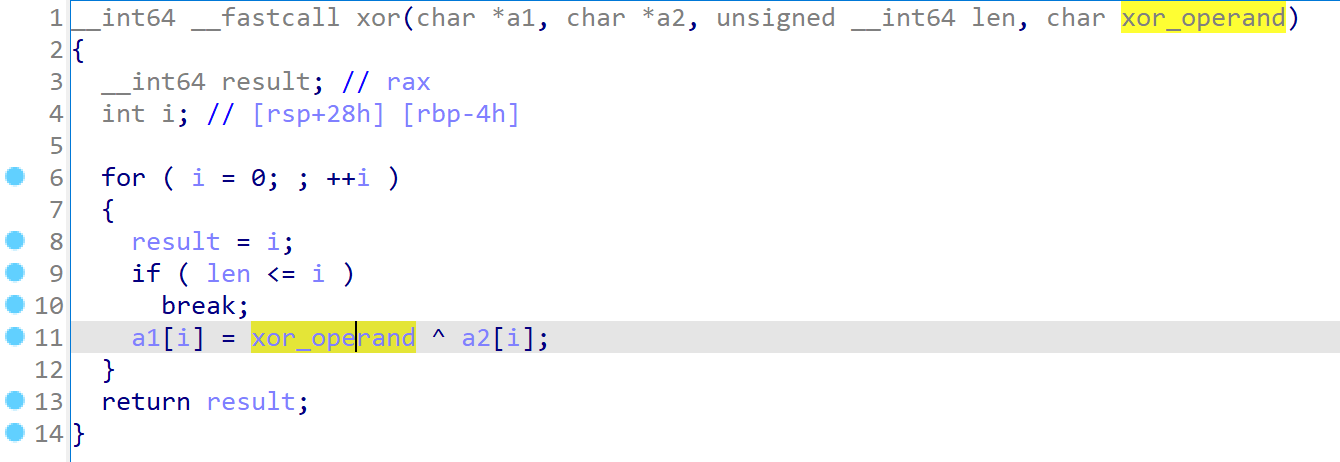 1 __int64 __fastcall xor(char *a1, char *a2, unsigned __int64 len, char xor_operand)
2 {
3 __int64 result; // rax
4 int i; // [rsp+28h] [rbp-4h]
5
6 for ( i = 0; ; ++i )
7 {
8 result = i;
9 if ( len <= i )
10 break;
11 a1[i] = xor_operand ^ a2[i];
12 }
13 return result;
14 }